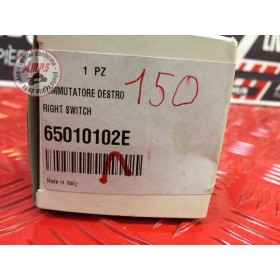 1 PZ
COMMUTATORE DESTRO
150
RIGHT SWITCH
65010102E
Made in Italy